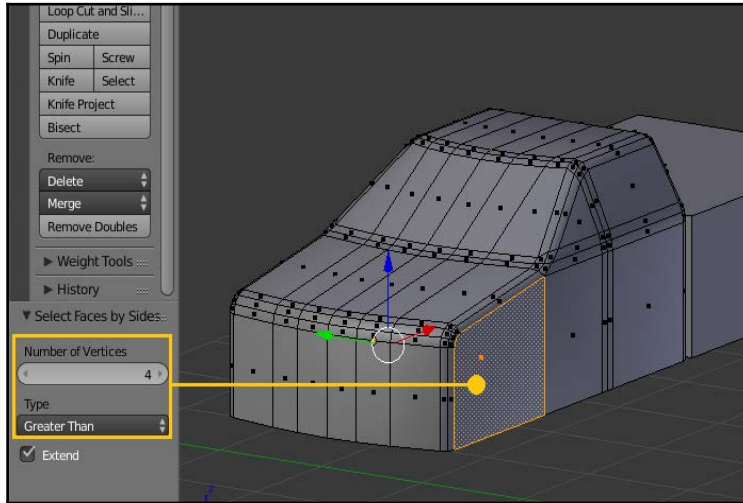 Loop Cut and Sli...
Duplicate
Spin Screw
Knife Select
Knife Project
Bisect
Remove:
Delete
Merge
Remove Doubles
Weight Tools
History
Select Faces by Sides
Number of Vertices
4
Type
Greater Than
Extend
z